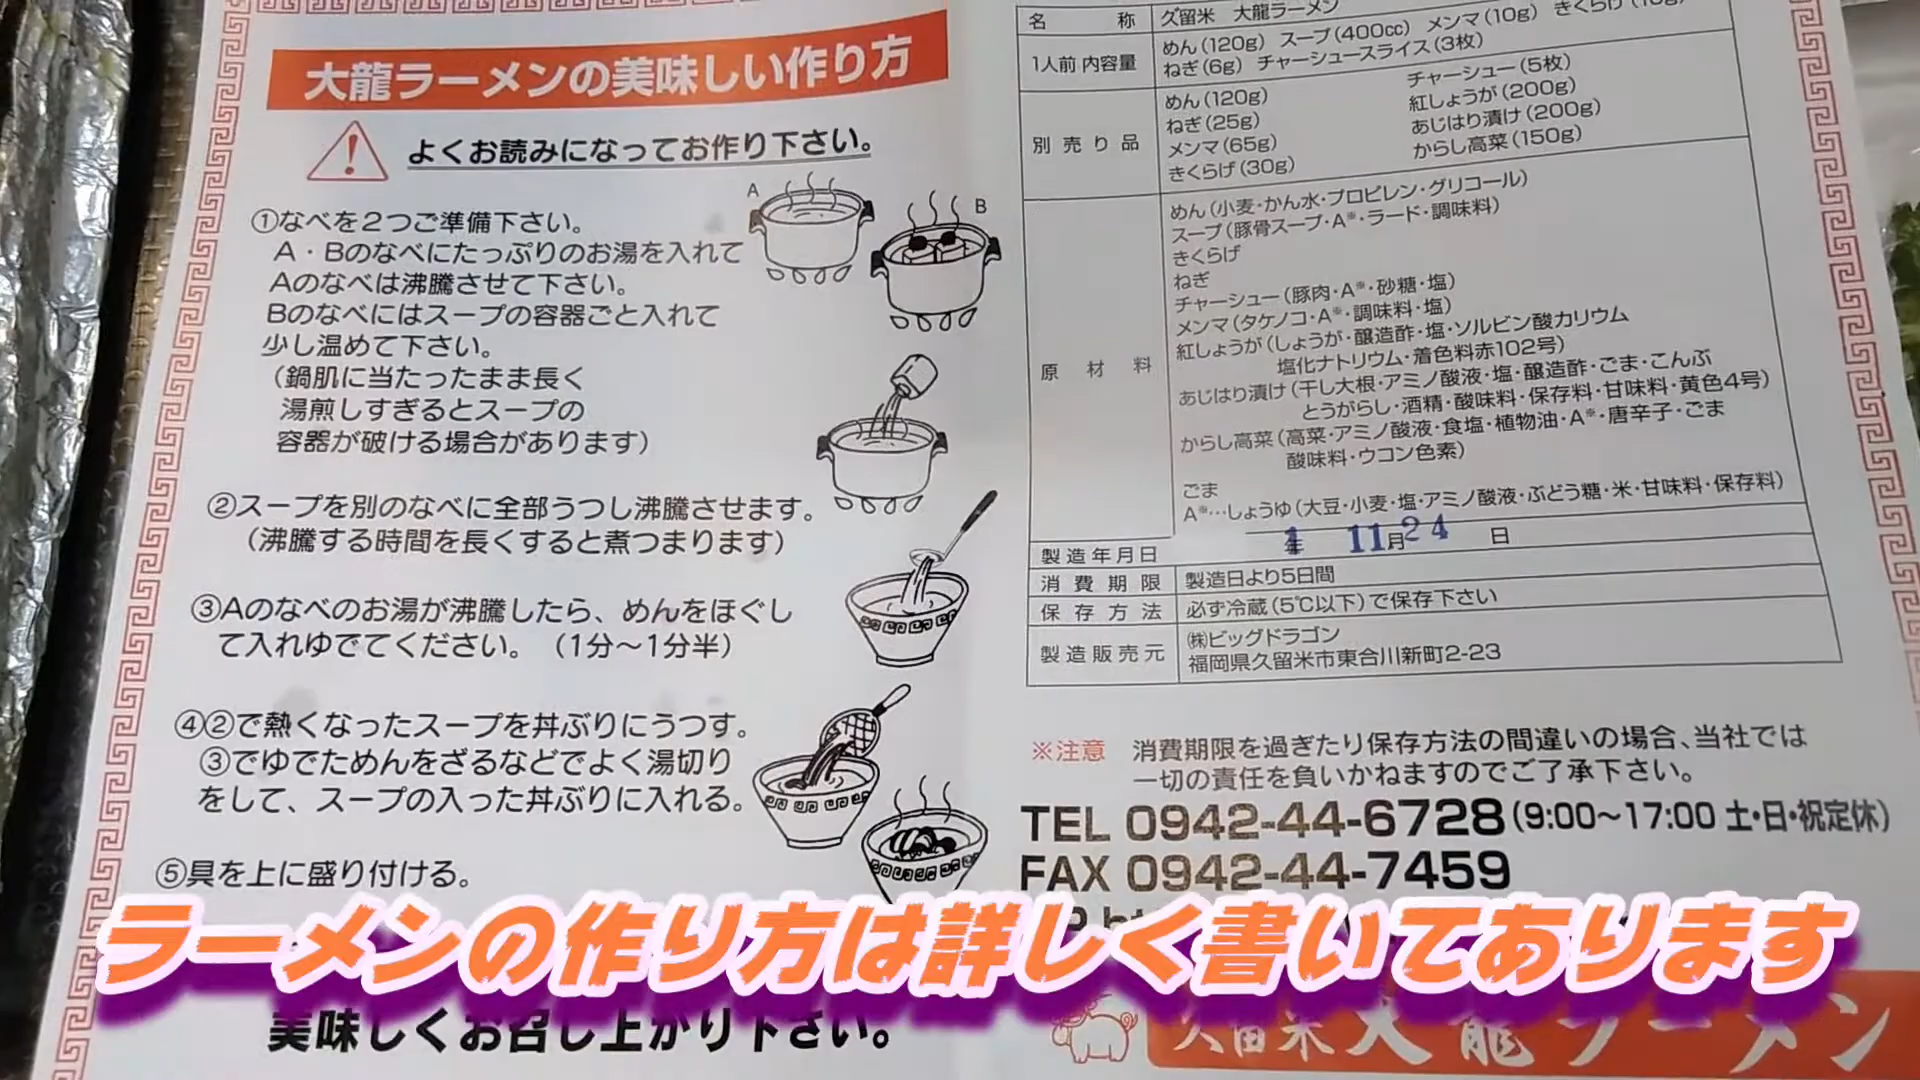 大龍ラーメンの美味しい作り方
よくお読みになってお作り下さい。
①なべを2つご準備下さい。
A・Bのなべにたっぷりのお湯を入れて
Aのなべは沸騰させて下さい。
Bのなべにはスープの容器ごと入れて
少し温めて下さい。
（鍋肌に当たったまま長く
湯煎しすぎるとスープの
容器が破ける場合があります）
A
B
②スープを別のなべに全部うつし沸騰させます。
（沸騰する時間を長くすると煮つまります）
③Aのなべのお湯が沸騰したら、めんをほぐし
て入れゆでてください。（1分～1分半）
④②で熱くなったスープを丼ぶりにうつす。
③でゆでためんをざるなどでよく湯切り
をして、スープの入った丼ぶりに入れる。
⑤具を上に盛り付ける。
美味しくお召し上がり下さい。
名称 久留米 大龍ラーメン
1人前内容量 めん（120g） スープ（400cc） メンマ（10g） きくらげ（10g）
ねぎ（6g） チャーシュースライス（3枚）
別売り品 めん（120g） チャーシュー（5枚）
ねぎ（25g） 紅しょうが（200g）
メンマ（65g） あじはり漬け（200g）
きくらげ（30g） からし高菜（150g）
原材料 めん（小麦・かん水・プロピレン・グリコール）
スープ（豚骨スープ・A※・ラード・調味料）
きくらげ
ねぎ
チャーシュー（豚肉・A※・砂糖・塩）
メンマ（タケノコ・A※・調味料・塩）
紅しょうが（しょうが・醸造酢・塩・ソルビン酸カリウム
塩化ナトリウム・着色料赤102号）
あじはり漬け（干し大根・アミノ酸液・塩・醸造酢・ごま・こんぶ
とうがらし・酒精・酸味料・保存料・甘味料・黄色4号）
からし高菜（高菜・アミノ酸液・食塩・植物油・A※・唐辛子・ごま
酸味料・ウコン色素）
ごま
A※…しょうゆ（大豆・小麦・塩・アミノ酸液・ぶどう糖・米・甘味料・保存料）
製造年月日 年 11月24日
消費期限 製造日より5日間
保存方法 必ず冷蔵（5℃以下）で保存下さい
製造販売元 ㈱ビッグドラゴン
福岡県久留米市東合川新町2-23
※注意 消費期限を過ぎたり保存方法の間違いの場合、当社では
一切の責任を負いかねますのでご了承下さい。
TEL 0942-44-6728（9:00～17:00 土・日・祝定休）
FAX 0942-44-7459
ラーメンの作り方は詳しく書いてあります
久留米大龍ラーメン